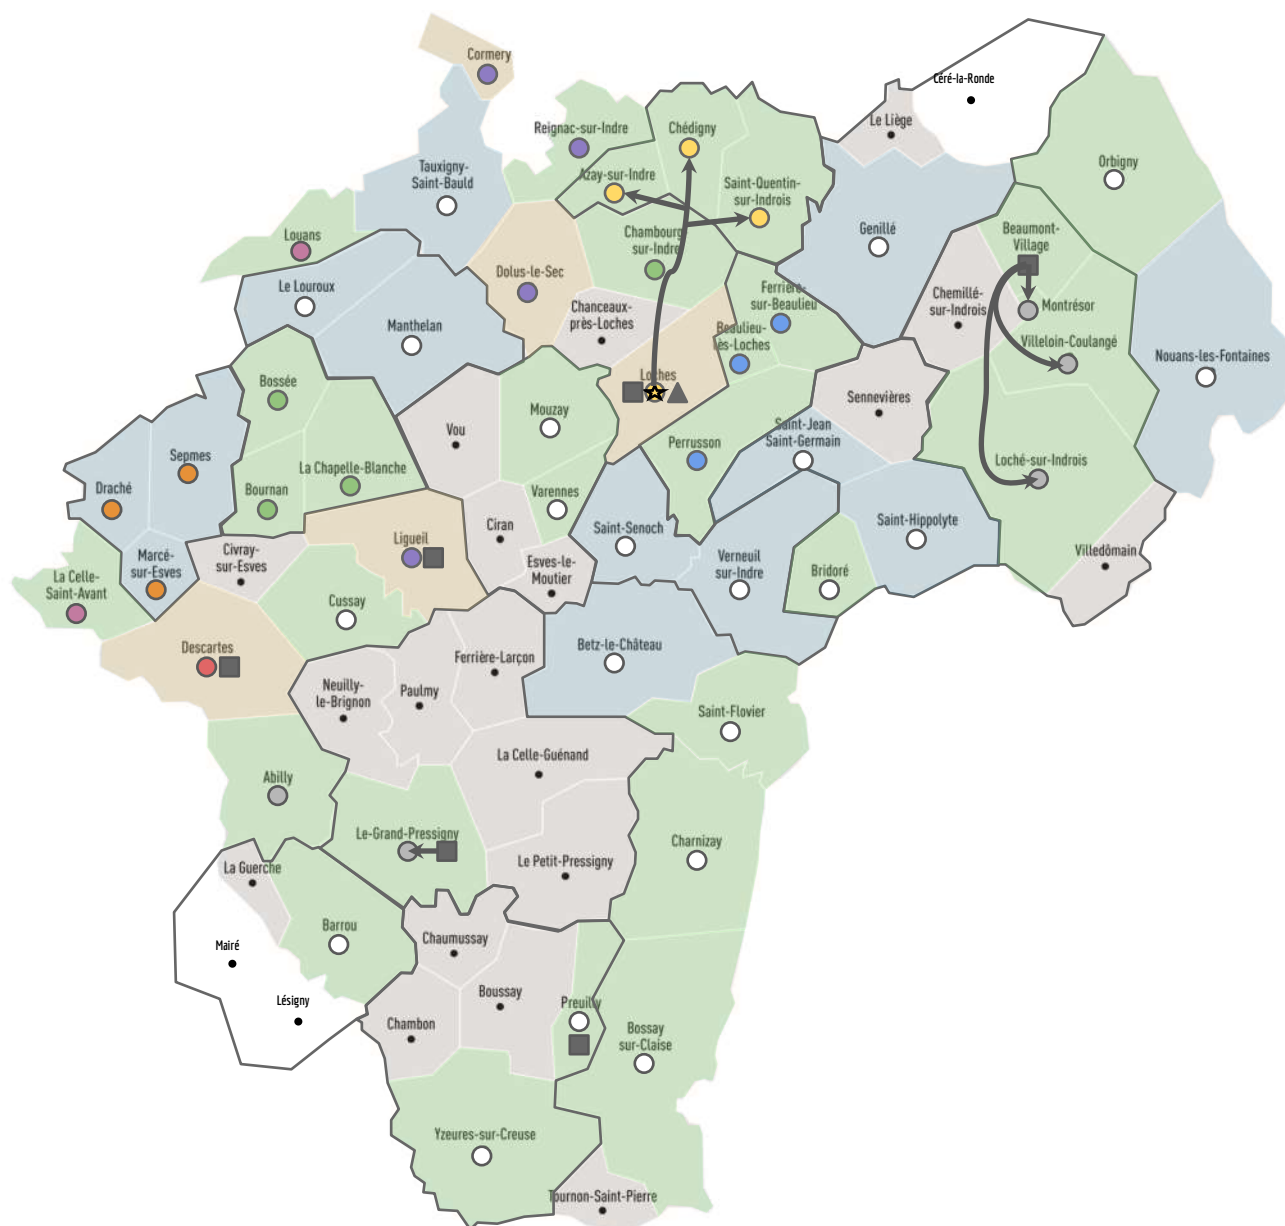 Cormery
Céré-la-Ronde
Le Liège
Reignac-sur-Indre
Chédigny
Orbigny
Tauxigny-
Saint-Bauld
Azay-sur-Indre
Saint-Quentin-
sur-Indrois
Louans
Chambourg-
sur-Indre
Genillé
Beaumont-
Village
Dolus-le-Sec
Le Louroux
Ferrière-
sur-Beaulieu
Chemillé-
sur-Indrois
Montrésor
Chanceaux-
près-Loches
Manthelan
Beaulieu-
lès-Loches
Villeloin-Coulangé
Nouans-les-Fontaines
Bossée
Loches
Sennevières
Mouzay
Vou
Saint-Jean
Saint-Germain
Perrusson
Sepmes
La Chapelle-Blanche
Loché-sur-Indrois
Draché
Bournan
Varennes
Saint-Hippolyte
Ciran
Saint-Senoch
Ligueil
Civray-
sur-Esves
Marcé-
sur-Esves
Esves-le-
Moutier
Verneuil
sur-Indre
Villedômain
Bridoré
La Celle-
Saint-Avant
Cussay
Descartes
Betz-le-Château
Ferrière-Larçon
Neuilly-
le-Brignon
Paulmy
Saint-Flovier
La Celle-Guénand
Abilly
Le-Grand-Pressigny
Charnizay
Le Petit-Pressigny
La Guerche
Barrou
Chaumussay
Mairé
Boussay
Lésigny
Preuilly
Chambon
Bossay
sur-Claise
Yzeures-sur-Creuse
Tournon-Saint-Pierre